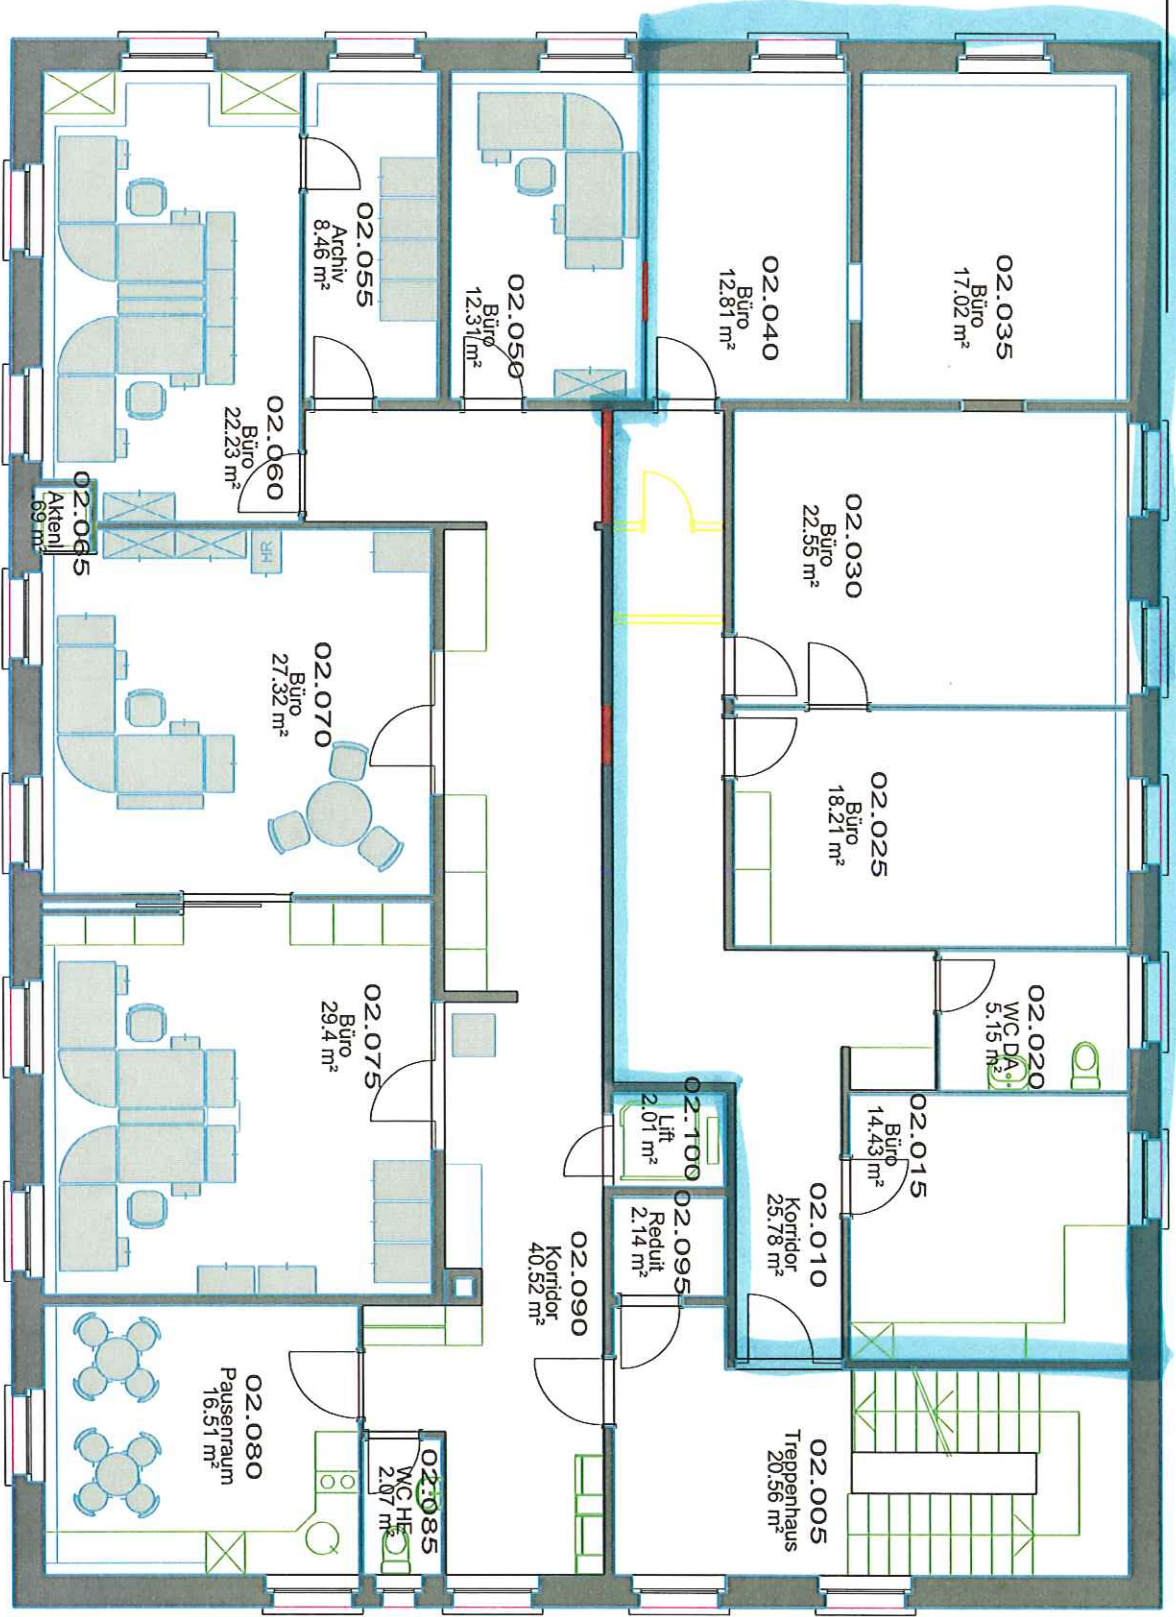 02.035
Büro
17.02 m²
02.040
Büro
12.81 m²
02.050
Büro
12.31 m²
02.055
Archiv
8.46 m²
02.060
Büro
22.23 m²
02.030
Büro
22.55 m²
02.065
Aktenl
.69 m²
HR
02.070
Büro
27.32 m²
02.025
Büro
18.21 m²
02.020
WC DA
5.15 m²
02.075
Büro
29.4 m²
02.015
Büro
14.43 m²
02.100
Lift
2.01 m²
02.010
Korridor
25.78 m²
02.095
Reduit
2.14 m²
02.090
Korridor
40.52 m²
02.080
Pausenraum
16.51 m²
02.085
WC HE
2.07 m²
02.005
Treppenhaus
20.56 m²